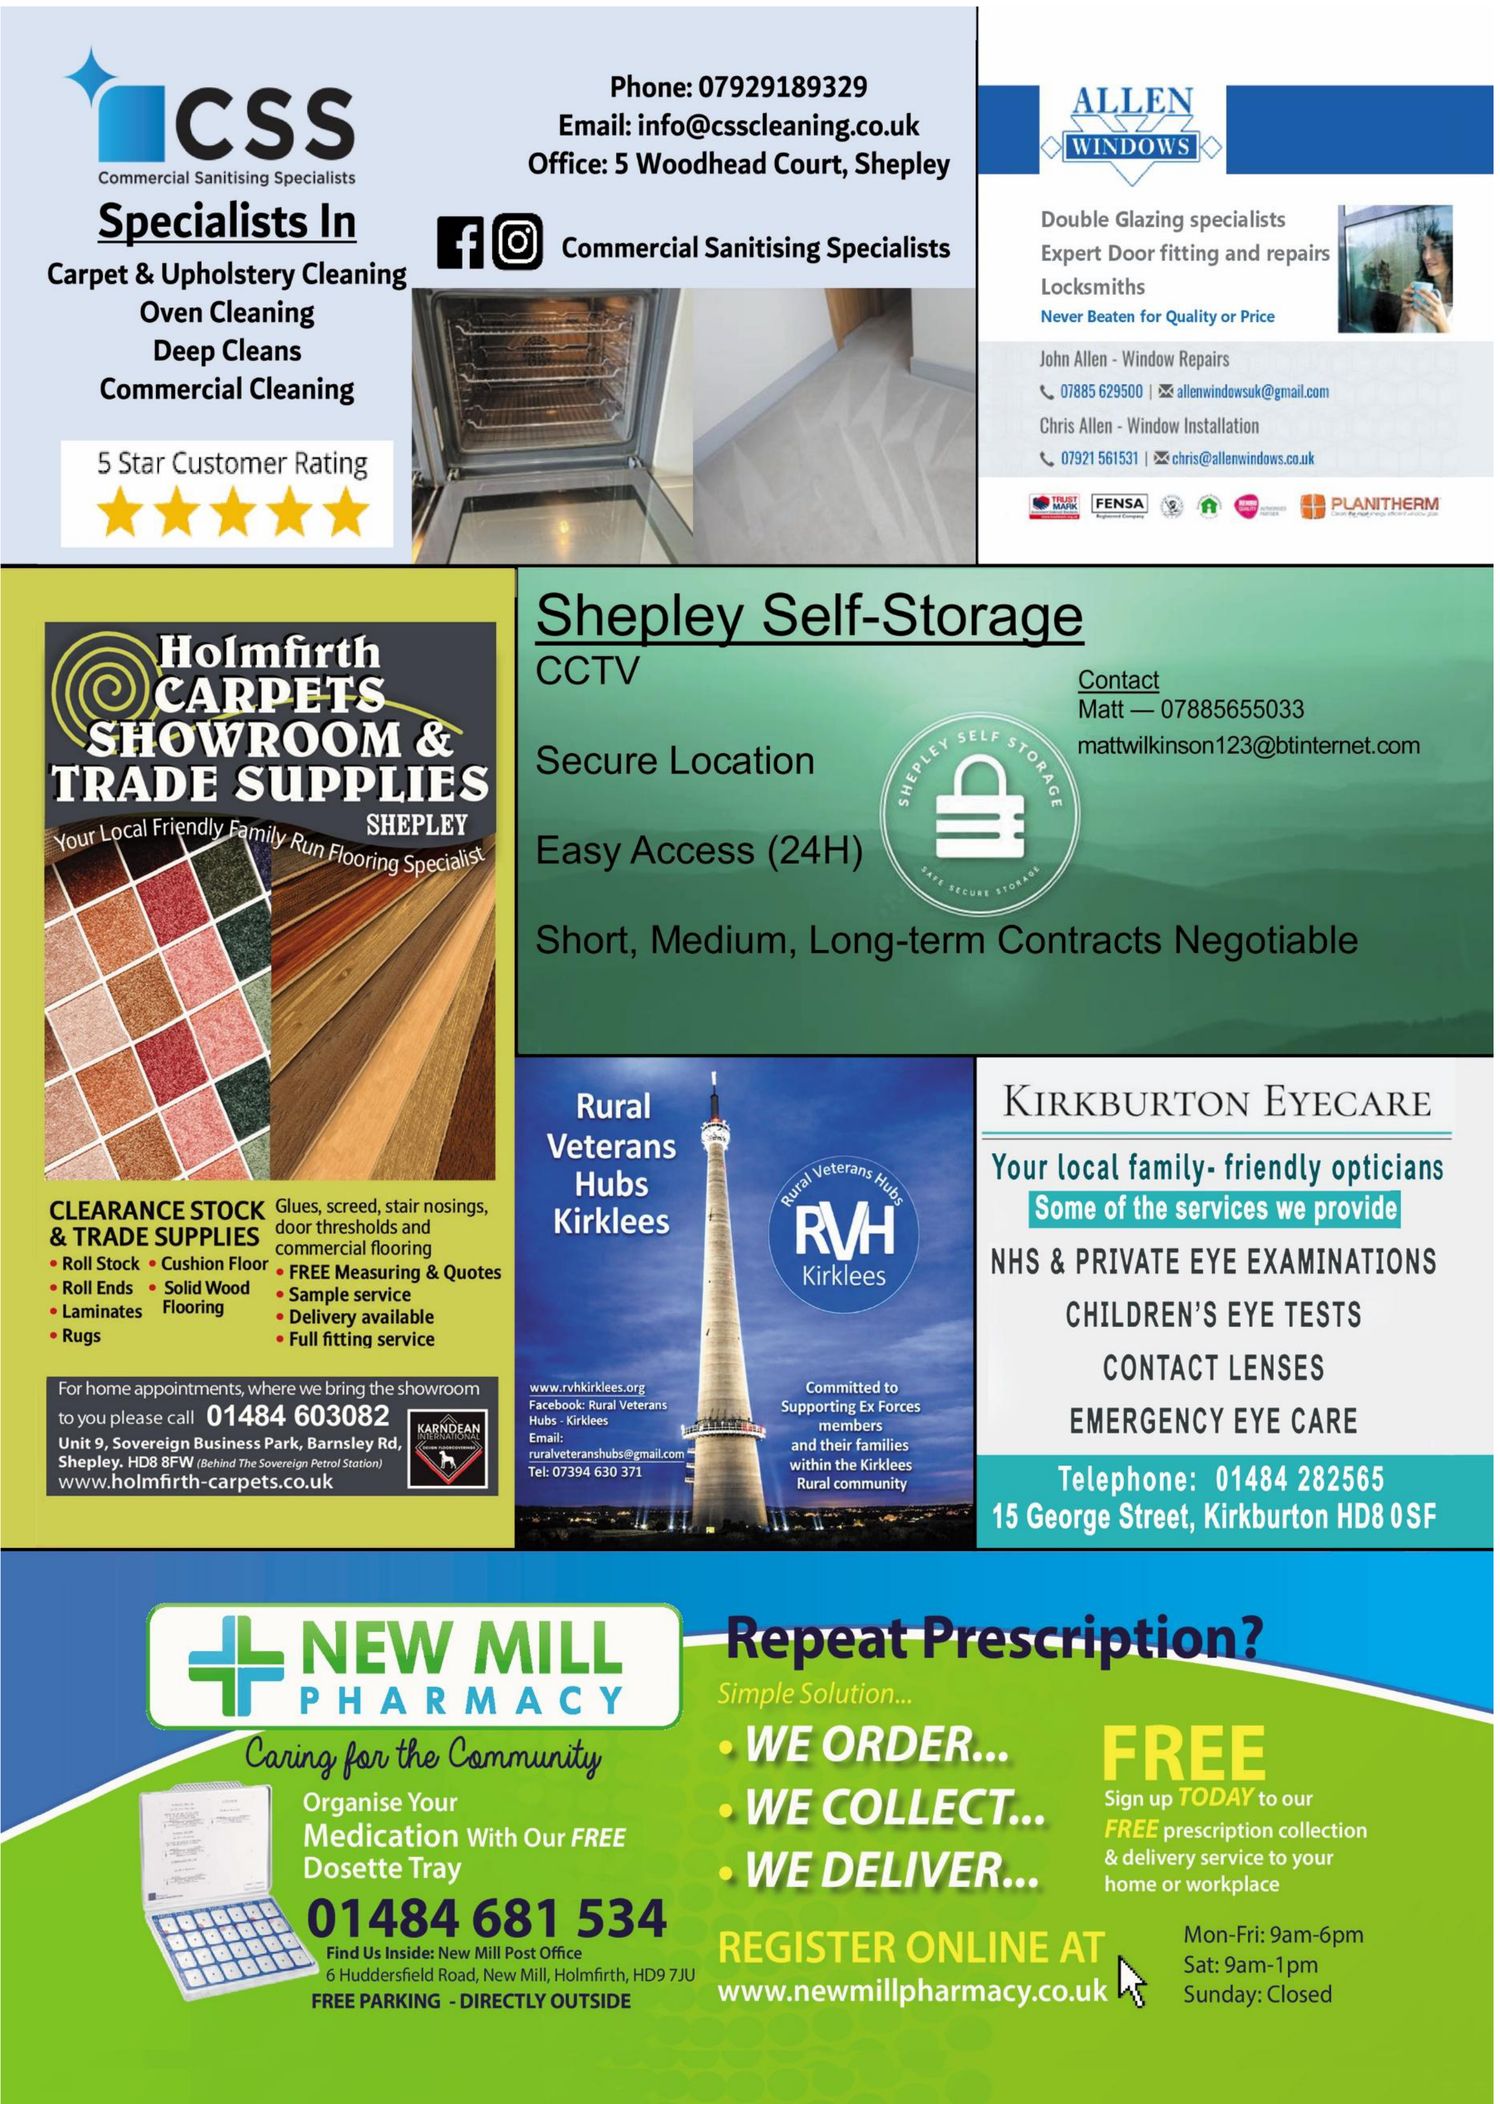 CSS
Commercial Sanitising Specialists
Specialists In
Carpet & Upholstery Cleaning
Oven Cleaning
Deep Cleans
Commercial Cleaning
5 Star Customer Rating
Phone: 07929189329
Email: info@csscleaning.co.uk
Office: 5 Woodhead Court, Shepley
Commercial Sanitising Specialists
ALLEN
WINDOWS
Double Glazing specialists
Expert Door fitting and repairs
Locksmiths
Never Beaten for Quality or Price
John Allen - Window Repairs
07885 629500 | allenwindowsuk@gmail.com
Chris Allen - Window Installation
07921 561531 | chris@allenwindows.co.uk
TRUST
MARK
FENSA
Registered Company
PLANITHERM
Holmfirth
CARPETS
SHOWROOM &
TRADE SUPPLIES
SHEPLEY
Your Local Friendly Family Run Flooring Specialist
CLEARANCE STOCK
& TRADE SUPPLIES
• Roll Stock • Cushion Floor
• Roll Ends • Solid Wood
Flooring
• Laminates
• Rugs
Glues, screed, stair nosings,
door thresholds and
commercial flooring
• FREE Measuring & Quotes
• Sample service
• Delivery available
• Full fitting service
For home appointments, where we bring the showroom
to you please call 01484 603082
Unit 9, Sovereign Business Park, Barnsley Rd,
Shepley. HD8 8FW (Behind The Sovereign Petrol Station)
www.holmfirth-carpets.co.uk
KARNDEAN
INTERNATIONAL
DESIGN FLOORCOVERINGS
Shepley Self-Storage
CCTV
Secure Location
Easy Access (24H)
Short, Medium, Long-term Contracts Negotiable
Contact
Matt — 07885655033
mattwilkinson123@btinternet.com
SHEPLEY SELF STORAGE
SAFE SECURE STORAGE
Rural
Veterans
Hubs
Kirklees
Rural Veterans Hubs
RVH
Kirklees
www.rvhkirklees.org
Facebook: Rural Veterans
Hubs - Kirklees
Email:
ruralveteranshubs@gmail.com
Tel: 07394 630 371
Committed to
Supporting Ex Forces
members
and their families
within the Kirklees
Rural community
KIRKBURTON EYECARE
Your local family- friendly opticians
Some of the services we provide
NHS & PRIVATE EYE EXAMINATIONS
CHILDREN'S EYE TESTS
CONTACT LENSES
EMERGENCY EYE CARE
Telephone: 01484 282565
15 George Street, Kirkburton HD8 0SF
NEW MILL
PHARMACY
Caring for the Community
Organise Your
Medication With Our FREE
Dosette Tray
01484 681 534
Find Us Inside: New Mill Post Office
6 Huddersfield Road, New Mill, Holmfirth, HD9 7JU
FREE PARKING - DIRECTLY OUTSIDE
Repeat Prescription?
Simple Solution...
• WE ORDER...
• WE COLLECT...
• WE DELIVER...
REGISTER ONLINE AT
www.newmillpharmacy.co.uk
FREE
Sign up TODAY to our
FREE prescription collection
& delivery service to your
home or workplace
Mon-Fri: 9am-6pm
Sat: 9am-1pm
Sunday: Closed